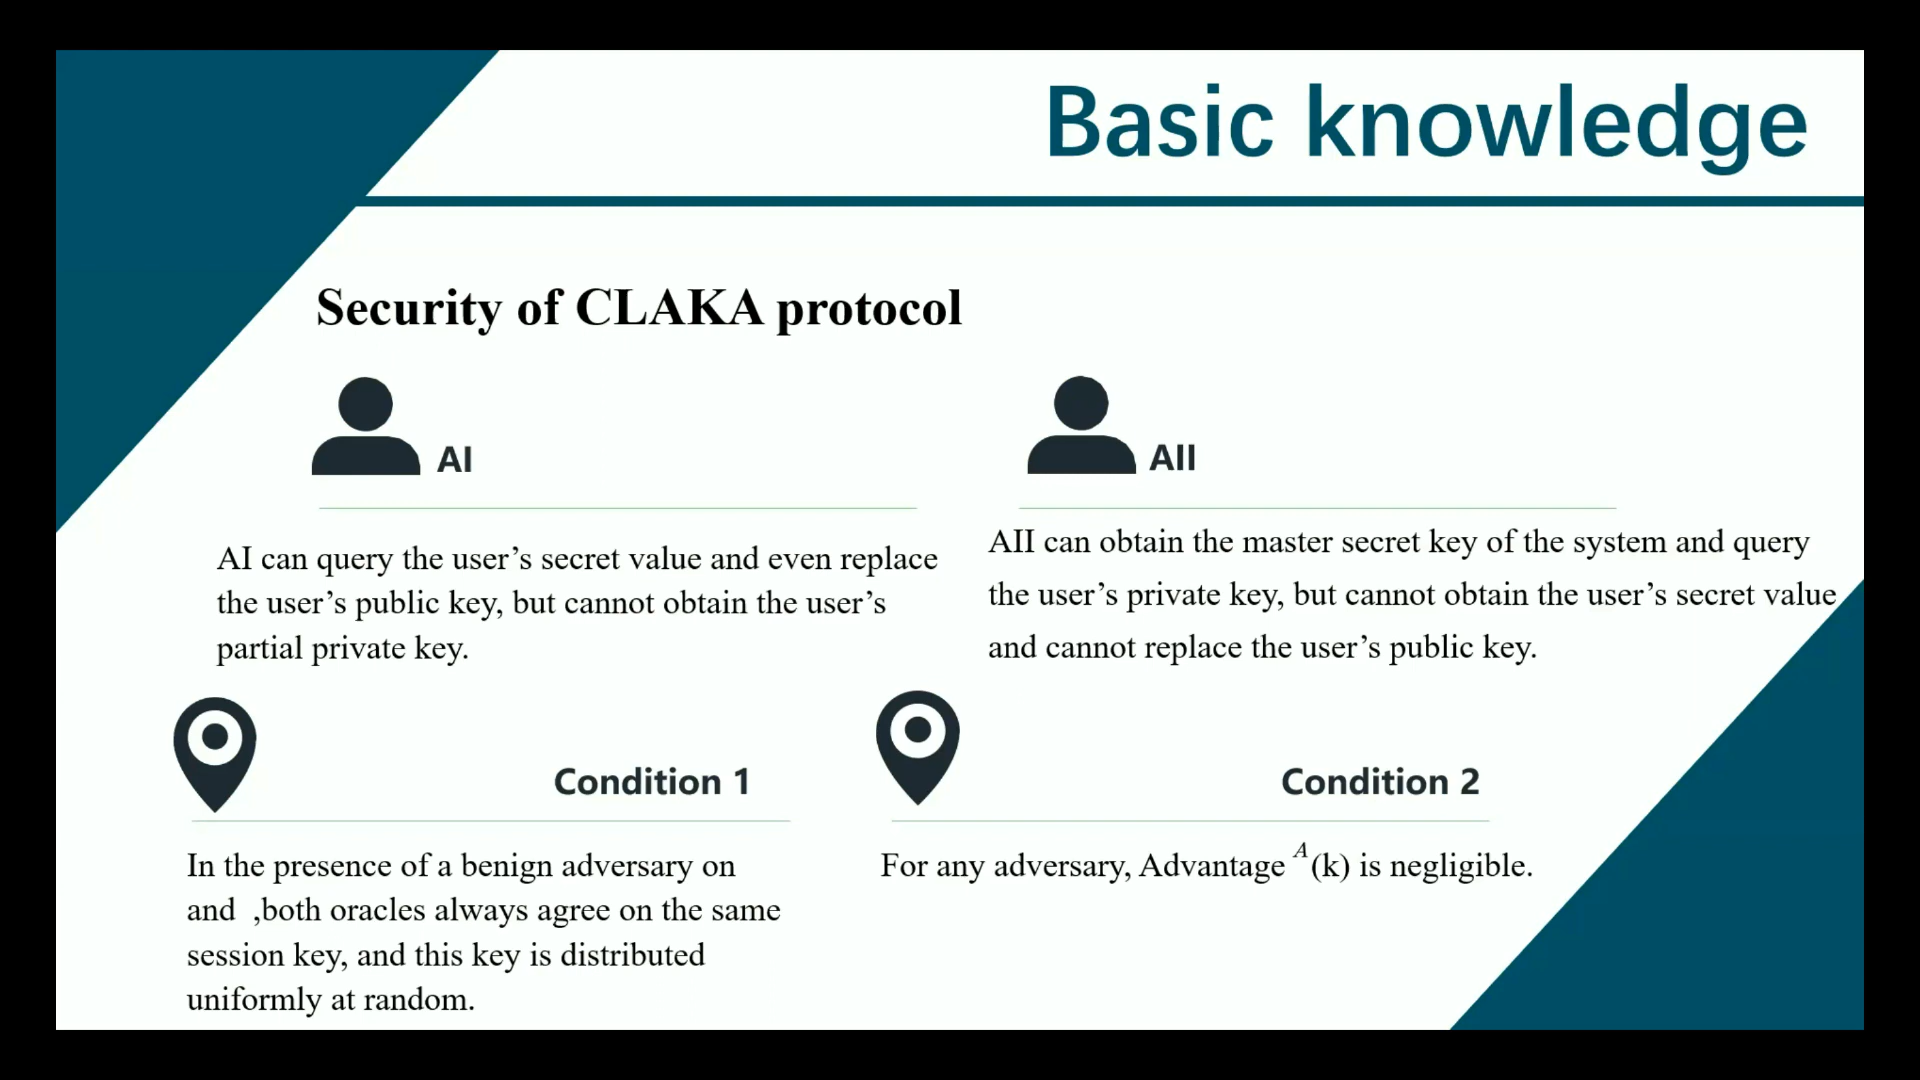 Basic knowledge
Security of CLAKA protocol
AI
AI can query the user’s secret value and even replace
the user’s public key, but cannot obtain the user’s
partial private key.
AII
AII can obtain the master secret key of the system and query
the user’s private key, but cannot obtain the user’s secret value
and cannot replace the user’s public key.
Condition 1
In the presence of a benign adversary on
and ,both oracles always agree on the same
session key, and this key is distributed
uniformly at random.
Condition 2
For any adversary, Advantage ᴬ(k) is negligible.